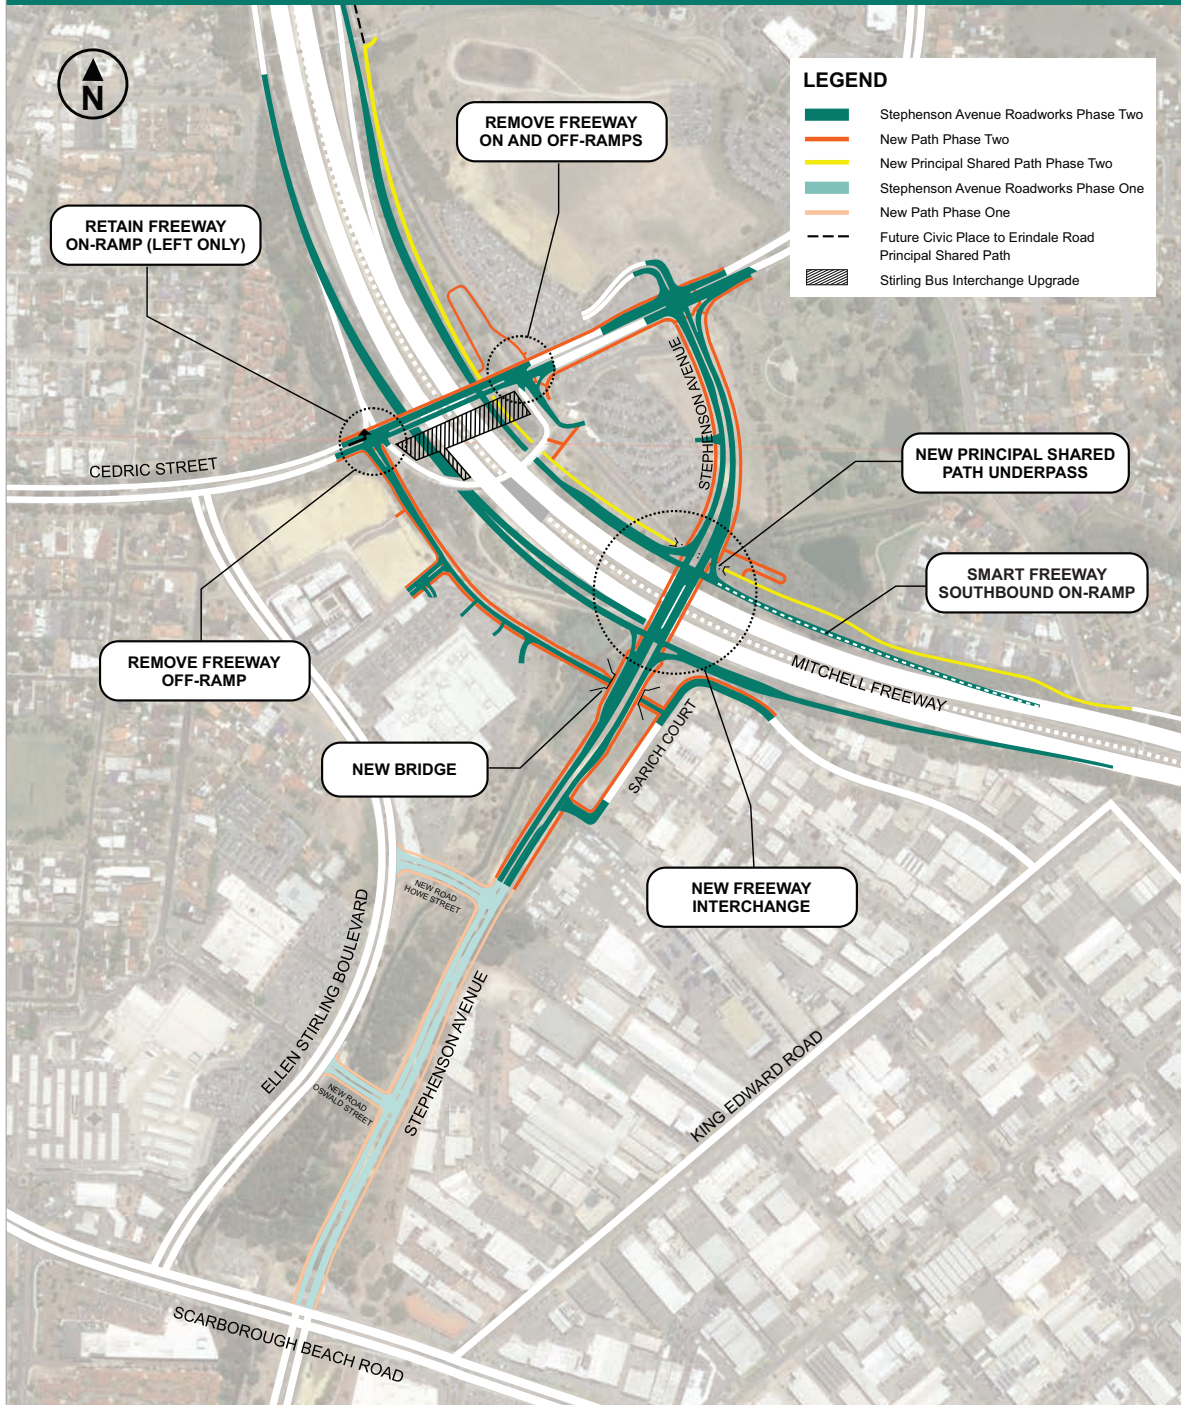 N
LEGEND
Stephenson Avenue Roadworks Phase Two
New Path Phase Two
New Principal Shared Path Phase Two
Stephenson Avenue Roadworks Phase One
New Path Phase One
Future Civic Place to Erindale Road
Principal Shared Path
Stirling Bus Interchange Upgrade
REMOVE FREEWAY
ON AND OFF-RAMPS
RETAIN FREEWAY
ON-RAMP (LEFT ONLY)
STEPHENSON AVENUE
CEDRIC STREET
NEW PRINCIPAL SHARED
PATH UNDERPASS
SMART FREEWAY
SOUTHBOUND ON-RAMP
REMOVE FREEWAY
OFF-RAMP
MITCHELL FREEWAY
SARICH COURT
NEW BRIDGE
NEW FREEWAY
INTERCHANGE
NEW ROAD
HOWE STREET
ELLEN STIRLING BOULEVARD
STEPHENSON AVENUE
NEW ROAD
OSWALD STREET
KING EDWARD ROAD
SCARBOROUGH BEACH ROAD